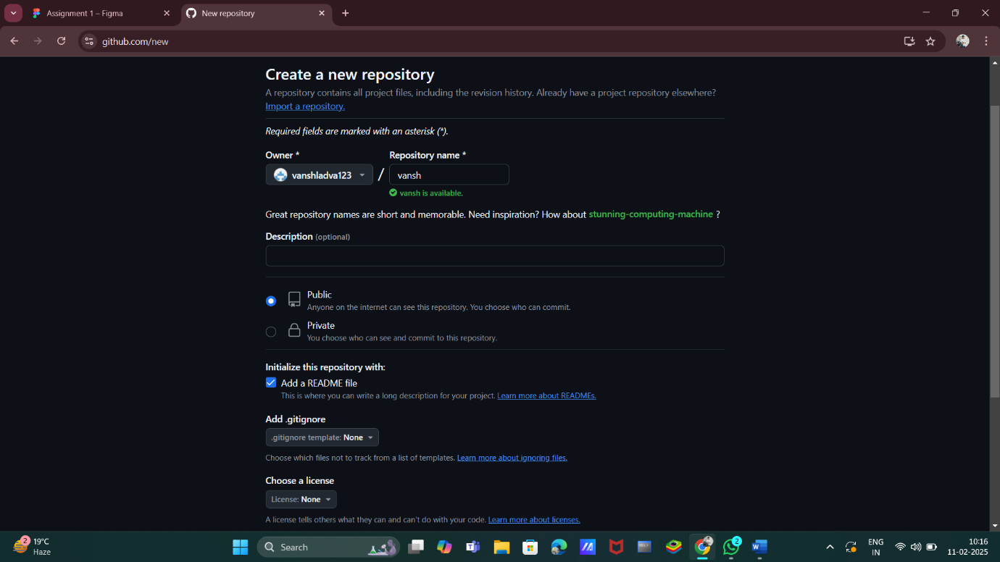 Assignment 1 – Figma
New repository
github.com/new
Create a new repository
A repository contains all project files, including the revision history. Already have a project repository elsewhere?
Import a repository.
Required fields are marked with an asterisk (*).
Owner *
Repository name *
vanshladva123
/
vansh
vansh is available.
Great repository names are short and memorable. Need inspiration? How about stunning-computing-machine ?
Description (optional)
Public
Anyone on the internet can see this repository. You choose who can commit.
Private
You choose who can see and commit to this repository.
Initialize this repository with:
Add a README file
This is where you can write a long description for your project. Learn more about READMEs.
Add .gitignore
.gitignore template: None
Choose which files not to track from a list of templates. Learn more about ignoring files.
Choose a license
License: None
A license tells others what they can and can't do with your code. Learn more about licenses.
2
19°C
Haze
Search
2
ENG
IN
10:16
11-02-2025